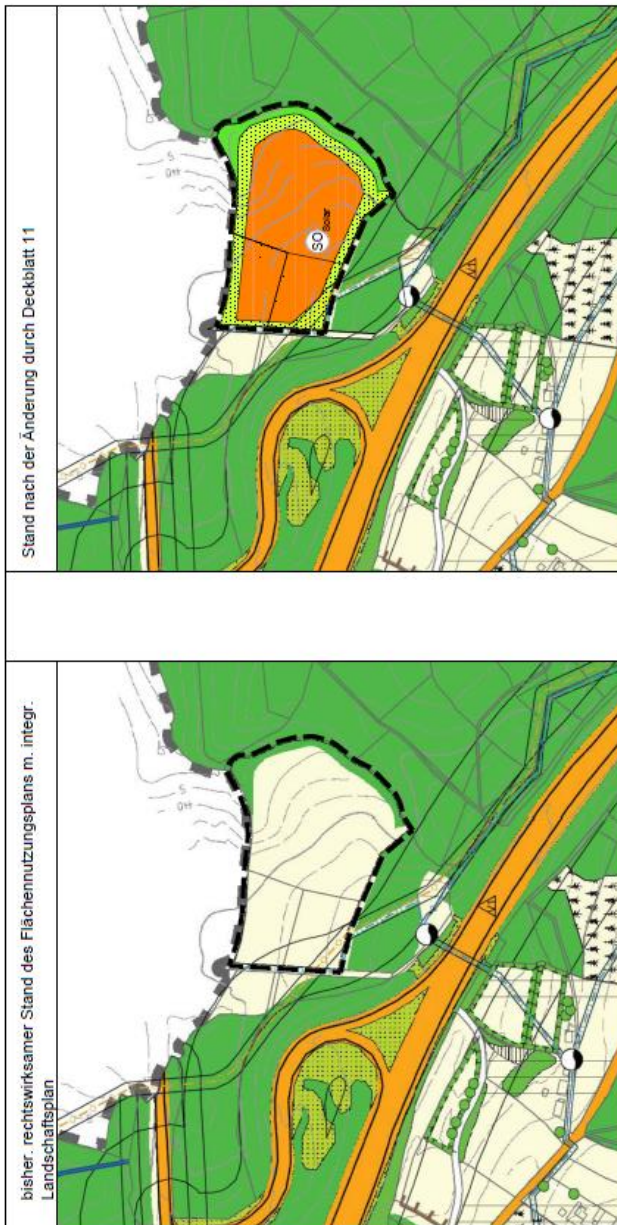 bisher. rechtswirksamer Stand des Flächennutzungsplans m. integr.
Landschaftsplan
Stand nach der Änderung durch Deckblatt 11
SO
Solar